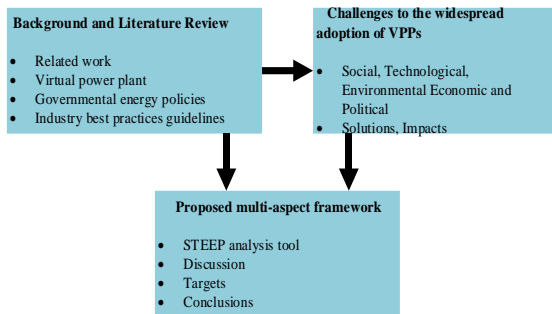 Background and Literature Review
• Related work
• Virtual power plant
• Governmental energy policies
• Industry best practices guidelines
Challenges to the widespread
adoption of VPPs
• Social, Technological,
Environmental Economic and
Political
• Solutions, Impacts
Proposed multi-aspect framework
• STEEP analysis tool
• Discussion
• Targets
• Conclusions